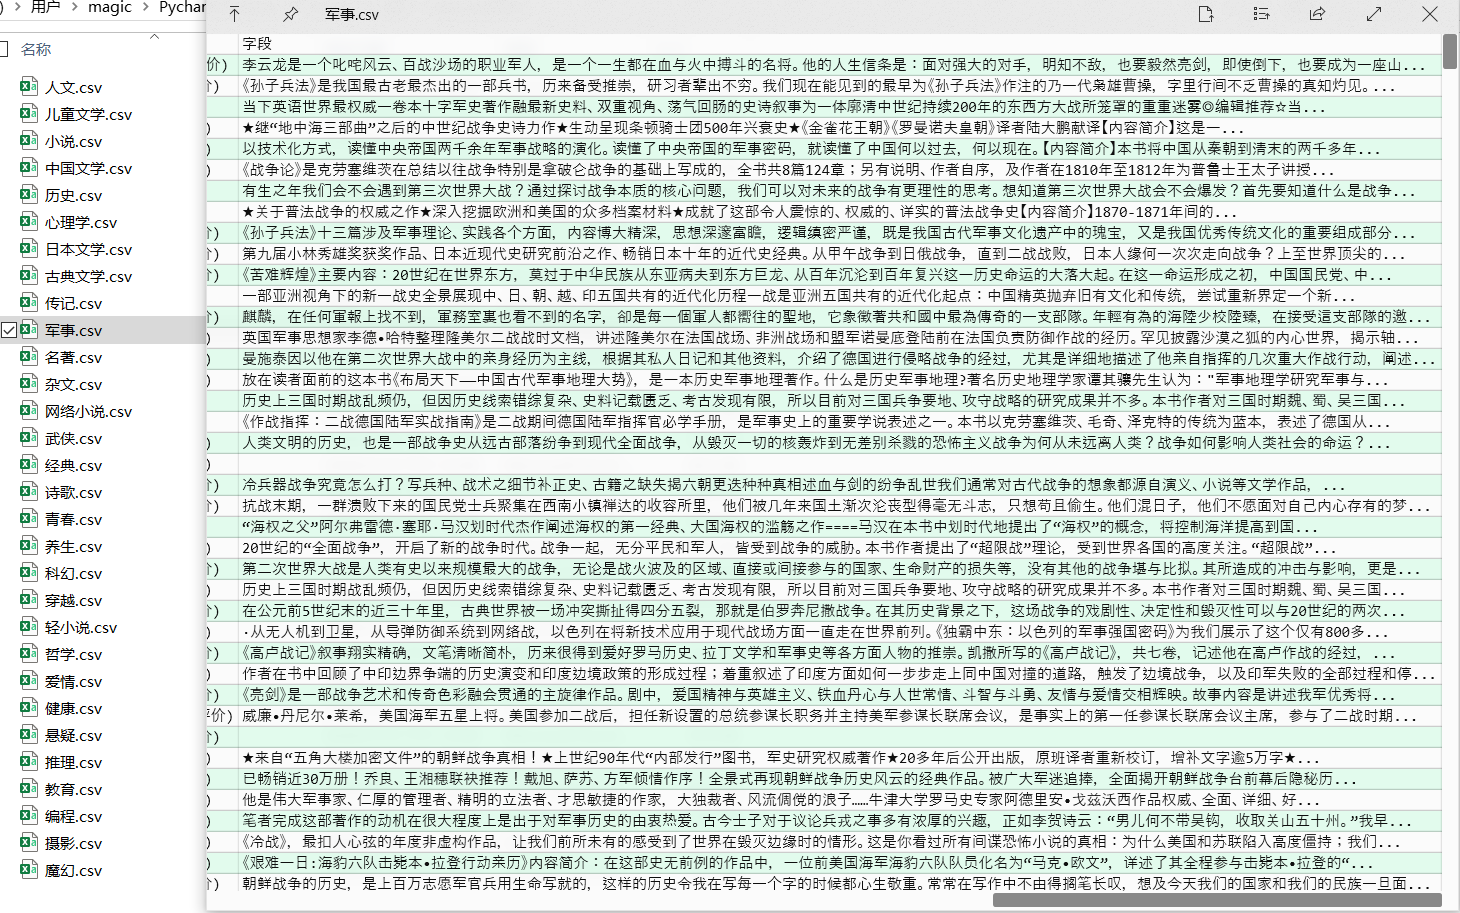 用户 > magic > Pychar
军事.csv
名称
人文.csv
儿童文学.csv
小说.csv
中国文学.csv
历史.csv
心理学.csv
日本文学.csv
古典文学.csv
传记.csv
军事.csv
名著.csv
杂文.csv
网络小说.csv
武侠.csv
经典.csv
诗歌.csv
青春.csv
养生.csv
科幻.csv
穿越.csv
轻小说.csv
哲学.csv
爱情.csv
健康.csv
悬疑.csv
推理.csv
教育.csv
编程.csv
摄影.csv
魔幻.csv
字段
价) 李云龙是一个叱咤风云、百战沙场的职业军人, 是一个一生都在血与火中搏斗的名将。他的人生信条是：面对强大的对手, 明知不敌, 也要毅然亮剑, 即使倒下, 也要成为一座山...
) 《孙子兵法》是我国最古老最杰出的一部兵书, 历来备受推崇, 研习者辈出不穷。我们现在能见到的最早为《孙子兵法》作注的乃一代枭雄曹操, 字里行间不乏曹操的真知灼见。...
当下英语世界最权威一卷本十字军史著作融最新史料、双重视角、荡气回肠的史诗叙事为一体廓清中世纪持续200年的东西方大战所笼罩的重重迷雾◎编辑推荐☆当...
) ★继“地中海三部曲”之后的中世纪战争史诗力作★生动呈现条顿骑士团500年兴衰史★《金雀花王朝》《罗曼诺夫皇朝》译者陆大鹏献译【内容简介】这是一...
) 以技术化方式, 读懂中央帝国两千余年军事战略的演化。读懂了中央帝国的军事密码, 就读懂了中国何以过去, 何以现在。【内容简介】本书将中国从秦朝到清末的两千多年...
) 《战争论》是克劳塞维茨在总结以往战争特别是拿破仑战争的基础上写成的, 全书共8篇124章；另有说明、作者自序, 及作者在1810年至1812年为普鲁士王太子讲授...
有生之年我们会不会遇到第三次世界大战？通过探讨战争本质的核心问题, 我们可以对未来的战争有更理性的思考。想知道第三次世界大战会不会爆发？首先要知道什么是战争...
★关于普法战争的权威之作★深入挖掘欧洲和美国的众多档案材料★成就了这部令人震惊的、权威的、详实的普法战争史【内容简介】1870-1871年间的...
) 《孙子兵法》十三篇涉及军事理论、实践各个方面, 内容博大精深, 思想深邃富瞻, 逻辑缜密严谨, 既是我国古代军事文化遗产中的瑰宝, 又是我国优秀传统文化的重要组成部分...
) 第九届小林秀雄奖获奖作品、日本近现代史研究前沿之作、畅销日本十年的近代史经典。从甲午战争到日俄战争, 直到二战战败, 日本人缘何一次次走向战争？上至世界顶尖的...
) 《苦难辉煌》主要内容：20世纪在世界东方, 莫过于中华民族从东亚病夫到东方巨龙、从百年沉沦到百年复兴这一历史命运的大落大起。在这一命运形成之初, 中国国民党、中...
一部亚洲视角下的新一战史全景展现中、日、朝、越、印五国共有的近代化历程一战是亚洲五国共有的近代化起点：中国精英抛弃旧有文化和传统, 尝试重新界定一个新...
) 麒麟, 在任何軍報上找不到, 軍務室裏也看不到的名字, 卻是每一個軍人都嚮往的聖地, 它象徵著共和國中最為傳奇的一支部隊。年輕有為的海陸少校陸臻, 在接受這支部隊的邀...
英国军事思想家李德•哈特整理隆美尔二战战时文档, 讲述隆美尔在法国战场、非洲战场和盟军诺曼底登陆前在法国负责防御作战的经历。罕见披露沙漠之狐的内心世界, 揭示轴...
) 曼施泰因以他在第二次世界大战中的亲身经历为主线, 根据其私人日记和其他资料, 介绍了德国进行侵略战争的经过, 尤其是详细地描述了他亲自指挥的几次重大作战行动, 阐述...
) 放在读者面前的这本书《布局天下——中国古代军事地理大势》, 是一本历史军事地理著作。什么是历史军事地理?著名历史地理学家谭其骧先生认为："军事地理学研究军事与...
历史上三国时期战乱频仍, 但因历史线索错综复杂、史料记载匮乏、考古发现有限, 所以目前对三国兵争要地、攻守战略的研究成果并不多。本书作者对三国时期魏、蜀、吴三国...
《作战指挥：二战德国陆军实战指南》是二战期间德国陆军指挥官必学手册, 是军事史上的重要学说表述之一。本书以克劳塞维茨、毛奇、泽克特的传统为蓝本, 表述了德国从...
) 人类文明的历史, 也是一部战争史从远古部落纷争到现代全面战争, 从毁灭一切的核轰炸到无差别杀戮的恐怖主义战争为何从未远离人类？战争如何影响人类社会的命运？...
)
) 冷兵器战争究竟怎么打？写兵种、战术之细节补正史、古籍之缺失揭六朝更迭种种真相述血与剑的纷争乱世我们通常对古代战争的想象都源自演义、小说等文学作品, ...
) 抗战末期, 一群溃败下来的国民党士兵聚集在西南小镇禅达的收容所里, 他们被几年来国土渐次沦丧型得毫无斗志, 只想苟且偷生。他们混日子, 他们不愿面对自己内心存有的梦...
“海权之父”阿尔弗雷德·塞耶·马汉划时代杰作阐述海权的第一经典、大国海权的滥觞之作====马汉在本书中划时代地提出了“海权”的概念, 将控制海洋提高到国...
) 20世纪的“全面战争”, 开启了新的战争时代。战争一起, 无分平民和军人, 皆受到战争的威胁。本书作者提出了“超限战”理论, 受到世界各国的高度关注。“超限战”...
) 第二次世界大战是人类有史以来规模最大的战争, 无论是战火波及的区域、直接或间接参与的国家、生命财产的损失等, 没有其他的战争堪与比拟。其所造成的冲击与影响, 更是...
) 历史上三国时期战乱频仍, 但因历史线索错综复杂、史料记载匮乏、考古发现有限, 所以目前对三国兵争要地、攻守战略的研究成果并不多。本书作者对三国时期魏、蜀、吴三国...
) 在公元前5世纪末的近三十年里, 古典世界被一场冲突撕扯得四分五裂, 那就是伯罗奔尼撒战争。在其历史背景之下, 这场战争的戏剧性、决定性和毁灭性可以与20世纪的两次...
) ·从无人机到卫星, 从导弹防御系统到网络战, 以色列在将新技术应用于现代战场方面一直走在世界前列。《独霸中东：以色列的军事强国密码》为我们展示了这个仅有800多...
) 《高卢战记》叙事翔实精确, 文笔清晰简朴, 历来很得到爱好罗马历史、拉丁文学和军事史等各方面人物的推崇。凯撒所写的《高卢战记》, 共七卷, 记述他在高卢作战的经过, ...
作者在书中回顾了中印边界争端的历史演变和印度边境政策的形成过程；着重叙述了印度方面如何一步步走上同中国对撞的道路, 触发了边境战争, 以及印军失败的全部过程和停...
) 《亮剑》是一部战争艺术和传奇色彩融会贯通的主旋律作品。剧中, 爱国精神与英雄主义、铁血丹心与人世常情、斗智与斗勇、友情与爱情交相辉映。故事内容是讲述我军优秀将...
评价) 威廉•丹尼尔•莱希, 美国海军五星上将。美国参加二战后, 担任新设置的总统参谋长职务并主持美军参谋长联席会议, 是事实上的第一任参谋长联席会议主席, 参与了二战时期...
)
) ★来自“五角大楼加密文件”的朝鲜战争真相！★上世纪90年代“内部发行”图书, 军史研究权威著作★20多年后公开出版, 原班译者重新校订, 增补文字逾5万字★...
) 已畅销近30万册！乔良、王湘穗联袂推荐！戴旭、萨苏、方军倾情作序！全景式再现朝鲜战争历史风云的经典作品。被广大军迷追捧, 全面揭开朝鲜战争台前幕后隐秘历...
) 他是伟大军事家、仁厚的管理者、精明的立法者、才思敏捷的作家, 大独裁者、风流倜傥的浪子……牛津大学罗马史专家阿德里安•戈兹沃西作品权威、全面、详细、好...
) 笔者完成这部著作的动机在很大程度上是出于对军事历史的由衷热爱。古今士子对于议论兵戎之事多有浓厚的兴趣, 正如李贺诗云：“男儿何不带吴钩, 收取关山五十州。”我早...
) 《冷战》, 最扣人心弦的年度非虚构作品, 让我们前所未有的感受到了世界在毁灭边缘时的情形。这是你看过所有间谍恐怖小说的真相：为什么美国和苏联陷入高度僵持；我们...
) 《艰难一日:海豹六队击毙本•拉登行动亲历》内容简介：在这部史无前例的作品中, 一位前美国海军海豹六队队员化名为“马克•欧文”, 详述了其全程参与击毙本•拉登的“...
) 朝鲜战争的历史, 是上百万志愿军官兵用生命写就的, 这样的历史令我在写每一个字的时候都心生敬重。常常在写作中不由得搁笔长叹, 想及今天我们的国家和我们的民族一旦面...